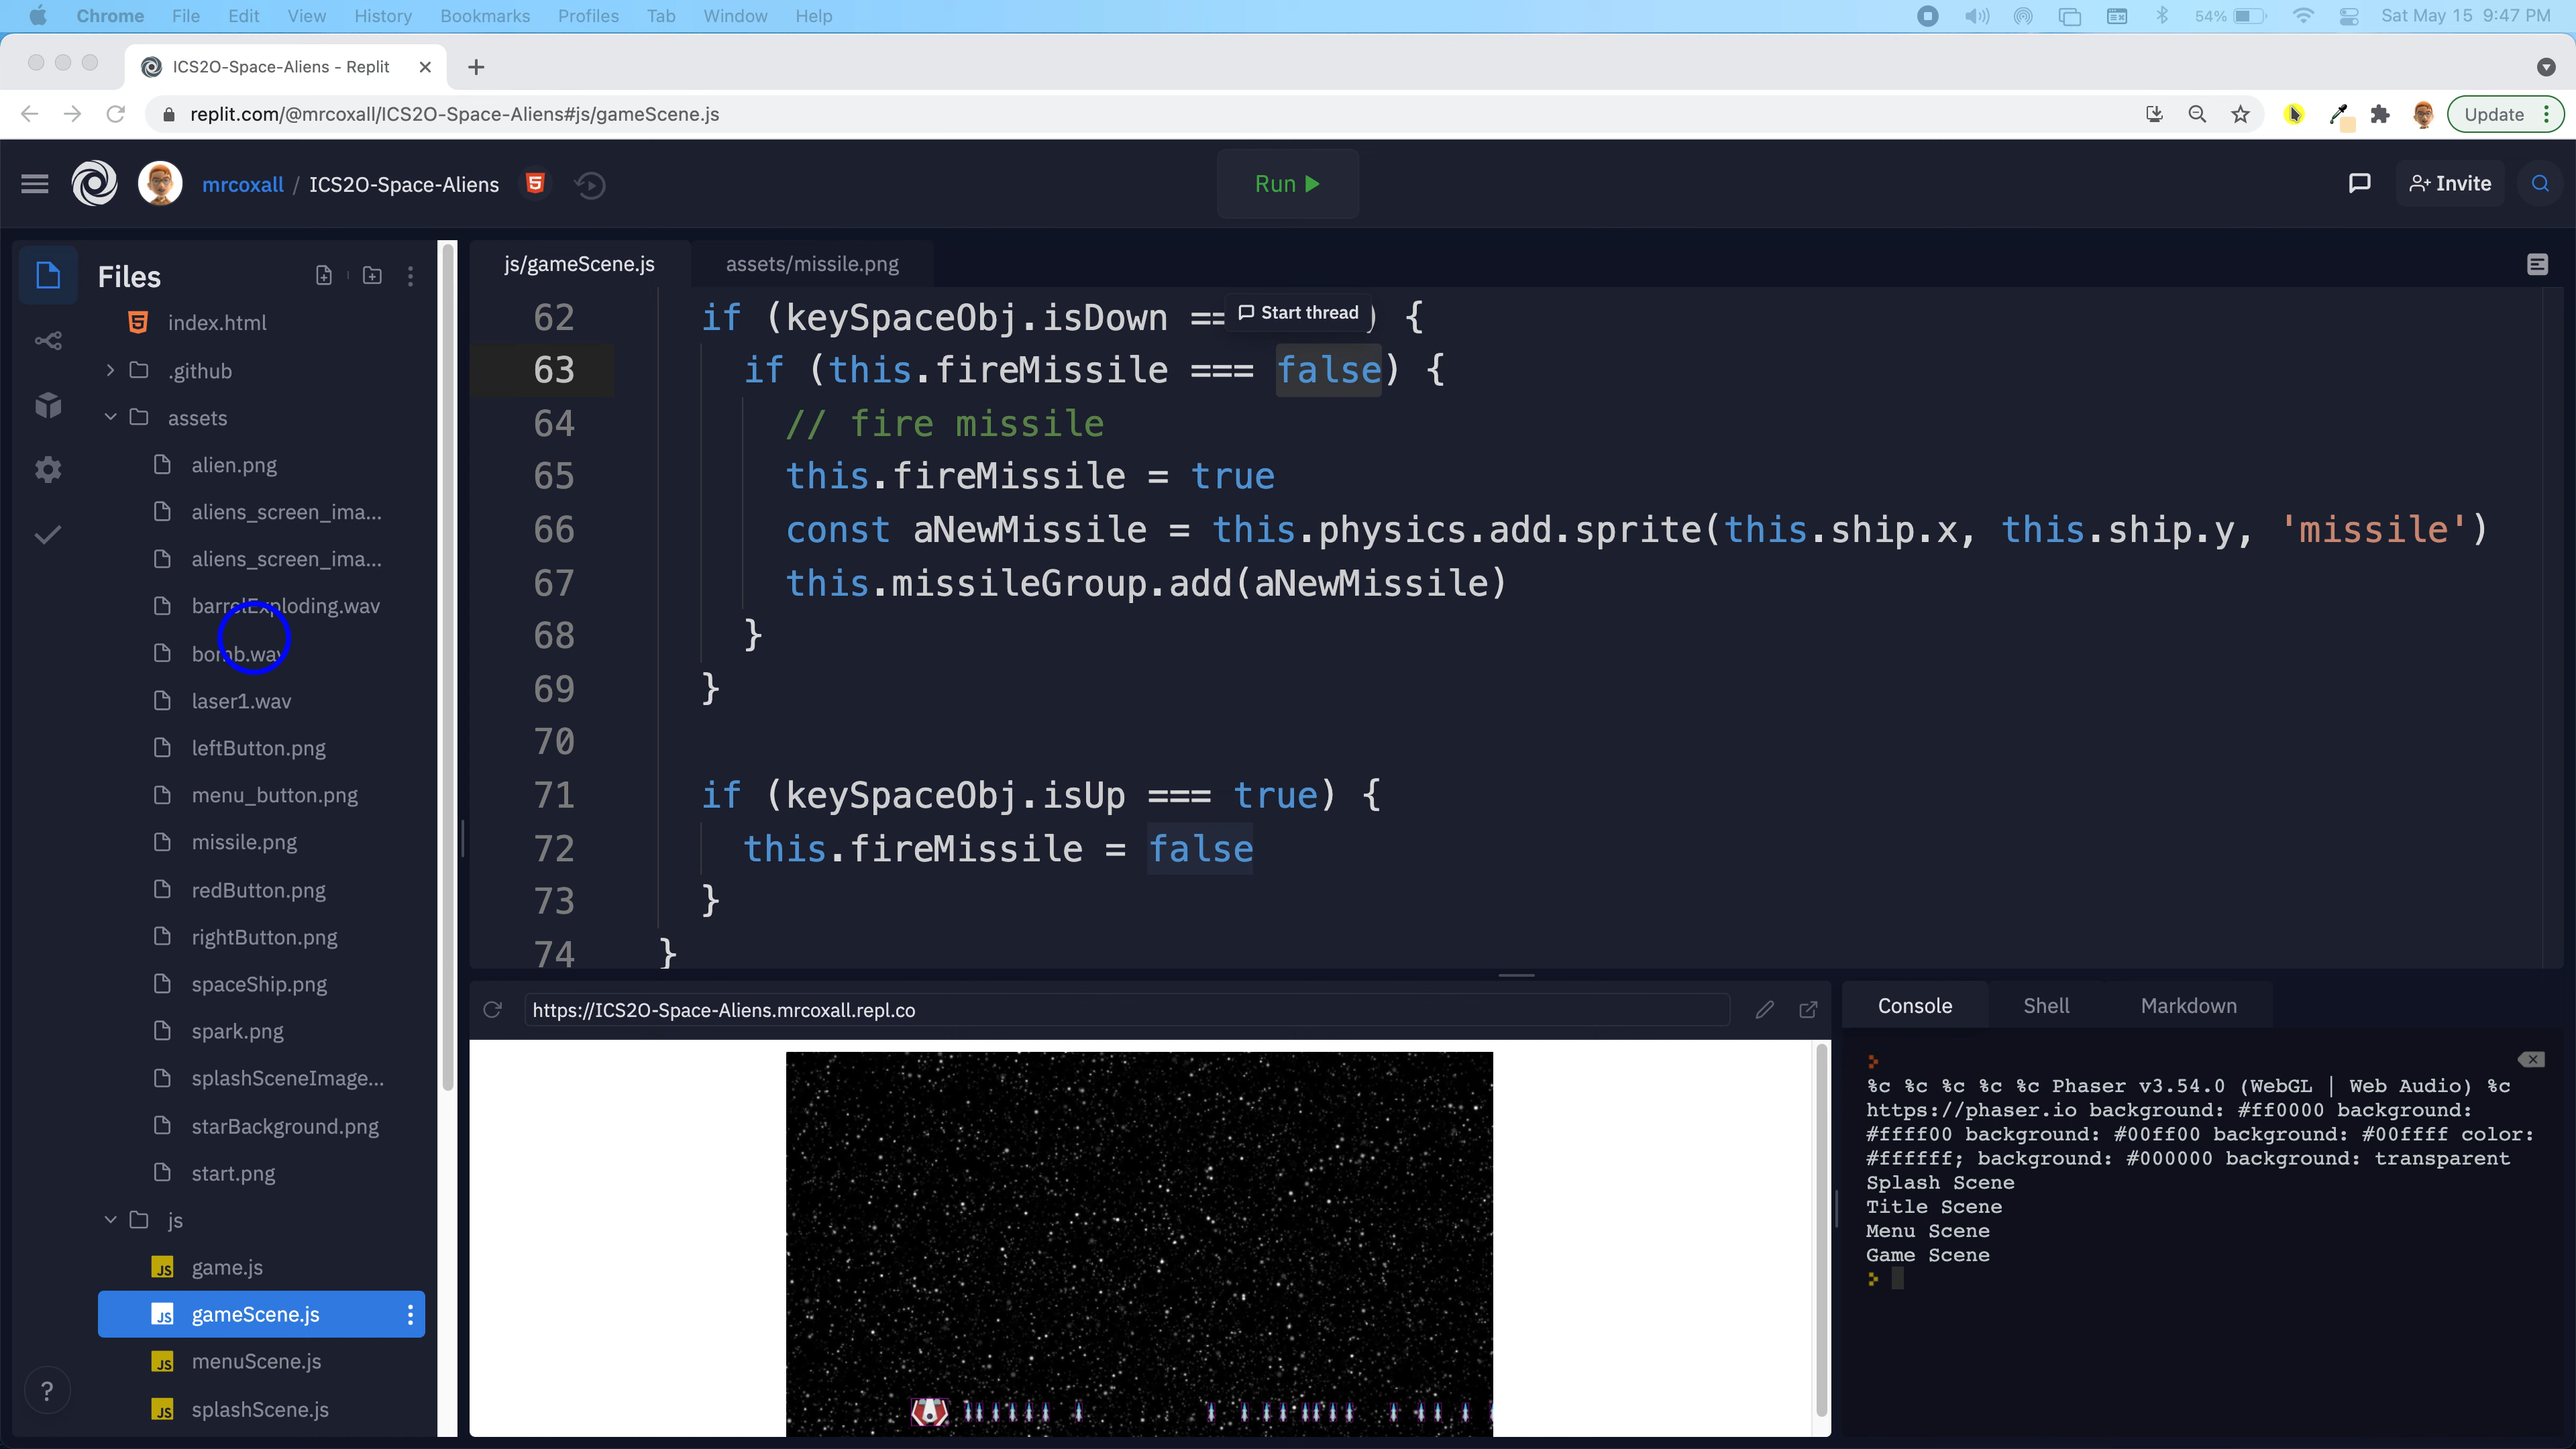 Chrome File Edit View History Bookmarks Profiles Tab Window Help 54% Sat May 15 9:47 PM
ICS2O-Space-Aliens - Replit
replit.com/@mrcoxall/ICS2O-Space-Aliens#js/gameScene.js Update
mrcoxall / ICS2O-Space-Aliens Run Invite
Files
index.html
.github
assets
alien.png
aliens_screen_ima...
aliens_screen_ima...
barrelExploding.wav
bomb.wav
laser1.wav
leftButton.png
menu_button.png
missile.png
redButton.png
rightButton.png
spaceShip.png
spark.png
splashSceneImage...
starBackground.png
start.png
js
JS game.js
JS gameScene.js
JS menuScene.js
JS splashScene.js
?
js/gameScene.js assets/missile.png
62 if (keySpaceObj.isDown == ) {
Start thread
63 if (this.fireMissile === false) {
64 // fire missile
65 this.fireMissile = true
66 const aNewMissile = this.physics.add.sprite(this.ship.x, this.ship.y, 'missile')
67 this.missileGroup.add(aNewMissile)
68 }
69 }
70
71 if (keySpaceObj.isUp === true) {
72 this.fireMissile = false
73 }
74 }
https://ICS2O-Space-Aliens.mrcoxall.repl.co
Console Shell Markdown
%c %c %c %c %c Phaser v3.54.0 (WebGL | Web Audio) %c
https://phaser.io background: #ff0000 background:
#ffff00 background: #00ff00 background: #00ffff color:
#ffffff; background: #000000 background: transparent
Splash Scene
Title Scene
Menu Scene
Game Scene